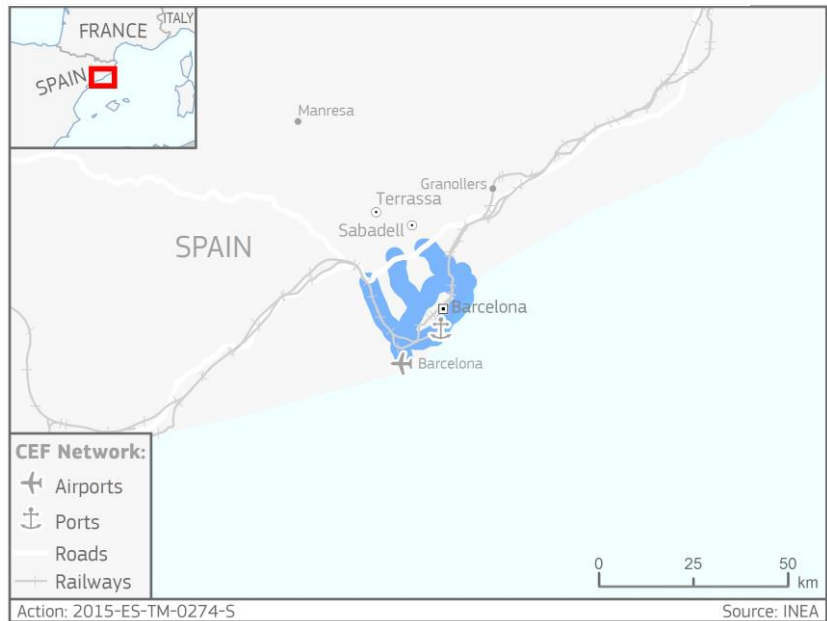 ITALY
FRANCE
SPAIN
Manresa
Granollers
Terrassa
Sabadell
SPAIN
Barcelona
Barcelona
CEF Network:
Airports
Ports
Roads
Railways
0 25 50
km
Action: 2015-ES-TM-0274-S
Source: INEA